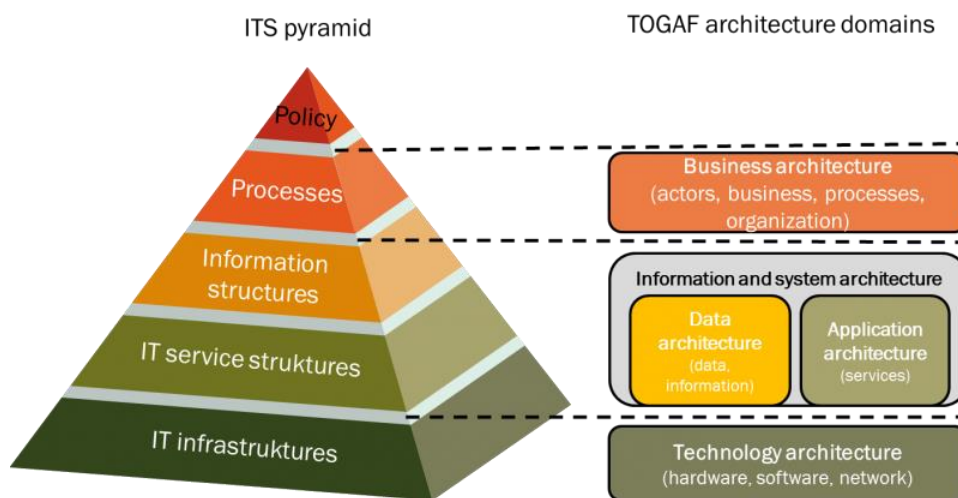 ITS pyramid
TOGAF architecture domains
Policy
Processes
Information
structures
IT service struktures
IT infrastruktures
Business architecture
(actors, business, processes,
organization)
Information and system architecture
Data
architecture
(data,
information)
Application
architecture
(services)
Technology architecture
(hardware, software, network)